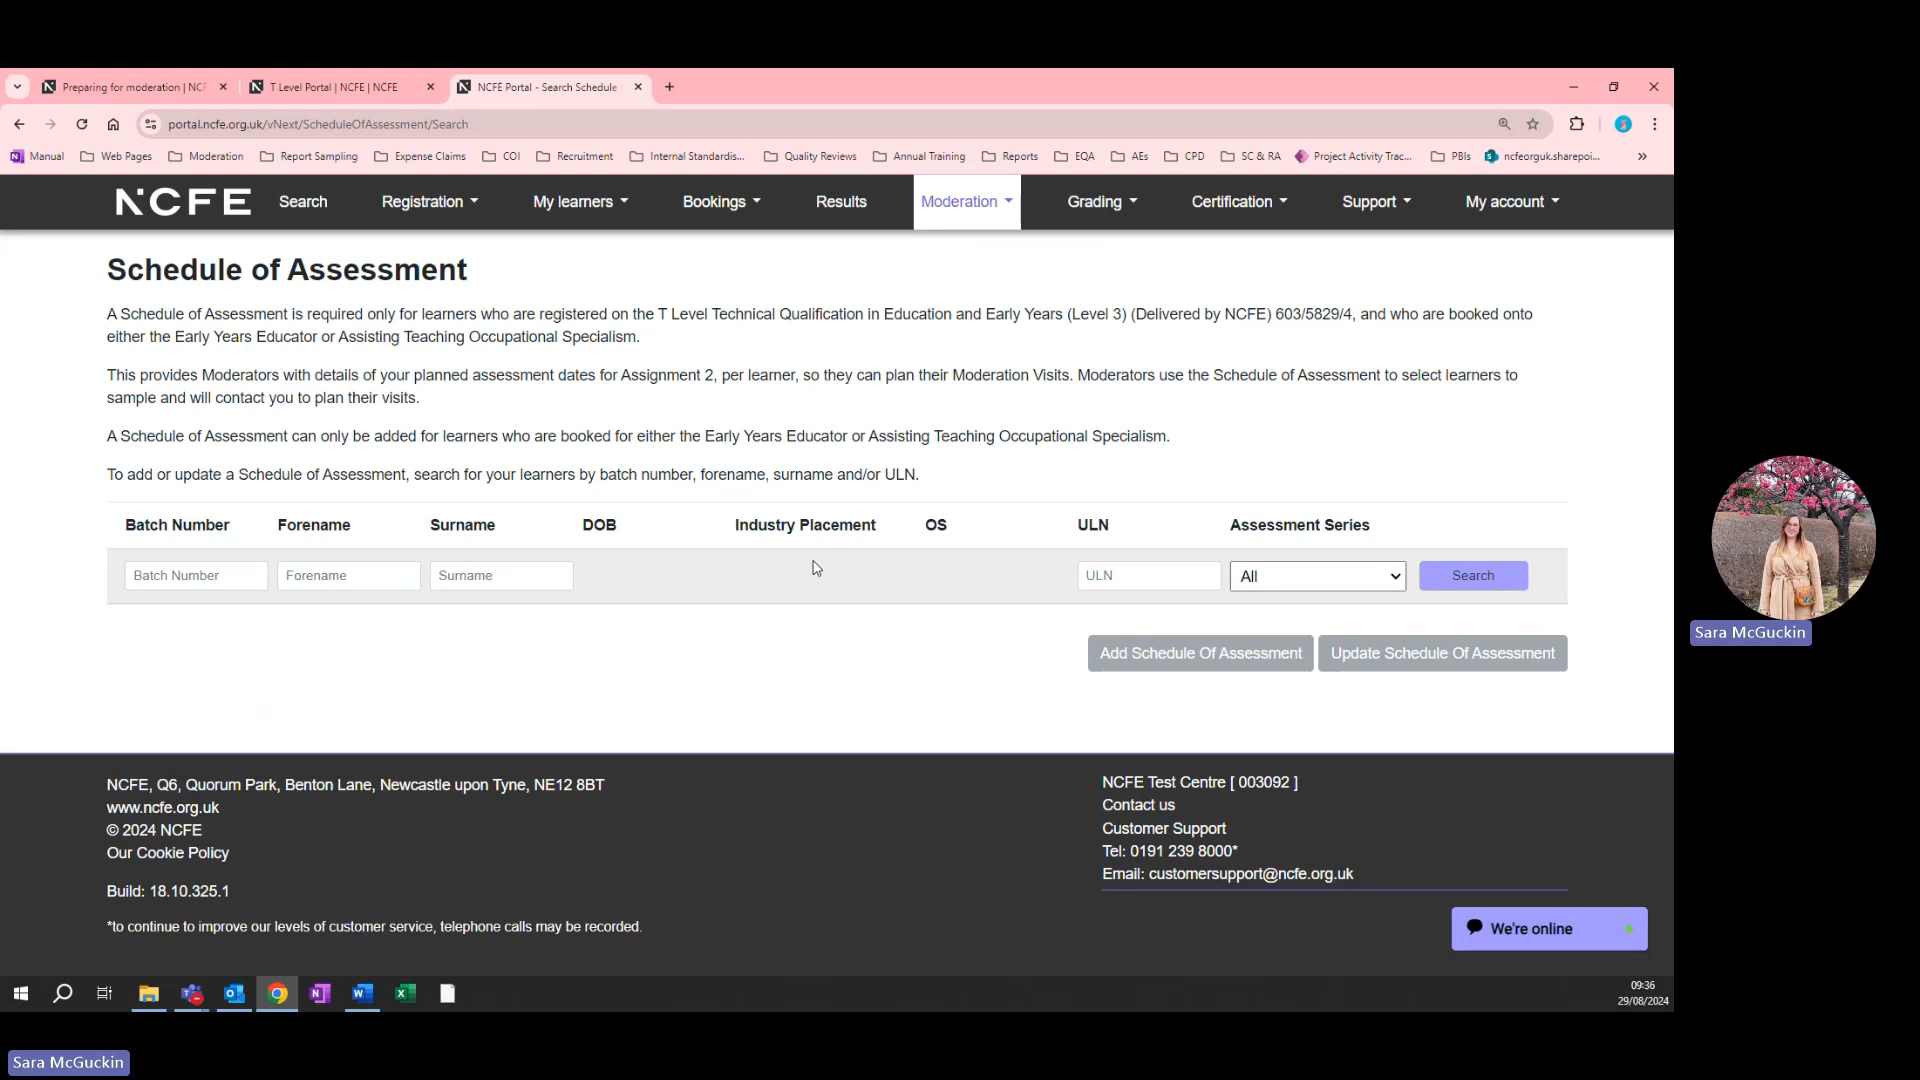 Preparing for moderation | NC
T Level Portal | NCFE | NCFE
NCFE Portal - Search Schedule
portal.ncfe.org.uk/vNext/ScheduleOfAssessment/Search
Manual
Web Pages
Moderation
Report Sampling
Expense Claims
COI
Recruitment
Internal Standardis...
Quality Reviews
Annual Training
Reports
EQA
AEs
CPD
SC & RA
Project Activity Trac...
PBIs
ncfeorguk.sharepoi...
NCFE
Search
Registration
My learners
Bookings
Results
Moderation
Grading
Certification
Support
My account
Schedule of Assessment
A Schedule of Assessment is required only for learners who are registered on the T Level Technical Qualification in Education and Early Years (Level 3) (Delivered by NCFE) 603/5829/4, and who are booked onto
either the Early Years Educator or Assisting Teaching Occupational Specialism.
This provides Moderators with details of your planned assessment dates for Assignment 2, per learner, so they can plan their Moderation Visits. Moderators use the Schedule of Assessment to select learners to
sample and will contact you to plan their visits.
A Schedule of Assessment can only be added for learners who are booked for either the Early Years Educator or Assisting Teaching Occupational Specialism.
To add or update a Schedule of Assessment, search for your learners by batch number, forename, surname and/or ULN.
Batch Number
Forename
Surname
DOB
Industry Placement
OS
ULN
Assessment Series
Batch Number
Forename
Surname
ULN
All
Search
Add Schedule Of Assessment
Update Schedule Of Assessment
NCFE, Q6, Quorum Park, Benton Lane, Newcastle upon Tyne, NE12 8BT
www.ncfe.org.uk
© 2024 NCFE
Our Cookie Policy
Build: 18.10.325.1
*to continue to improve our levels of customer service, telephone calls may be recorded.
NCFE Test Centre [ 003092 ]
Contact us
Customer Support
Tel: 0191 239 8000*
Email: customersupport@ncfe.org.uk
We're online
09:36
29/08/2024
Sara McGuckin
Sara McGuckin